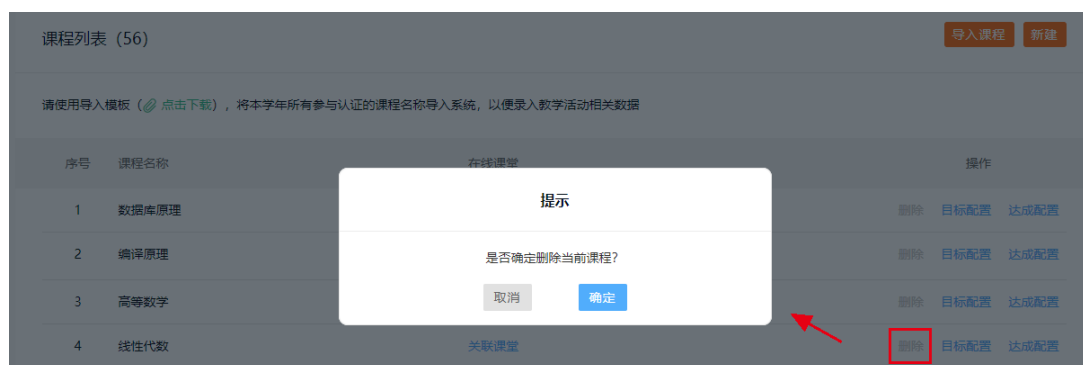 课程列表（56） 导入课程 新建
请使用导入模板（ 点击下载），将本学年所有参与认证的课程名称导入系统，以便录入教学活动相关数据
序号 课程名称 在线课堂 操作
提示
1 数据库原理 删除 目标配置 达成配置
2 编译原理 是否确定删除当前课程？ 删除 目标配置 达成配置
3 高等数学 取消 确定 删除 目标配置 达成配置
4 线性代数 关联课堂 删除 目标配置 达成配置